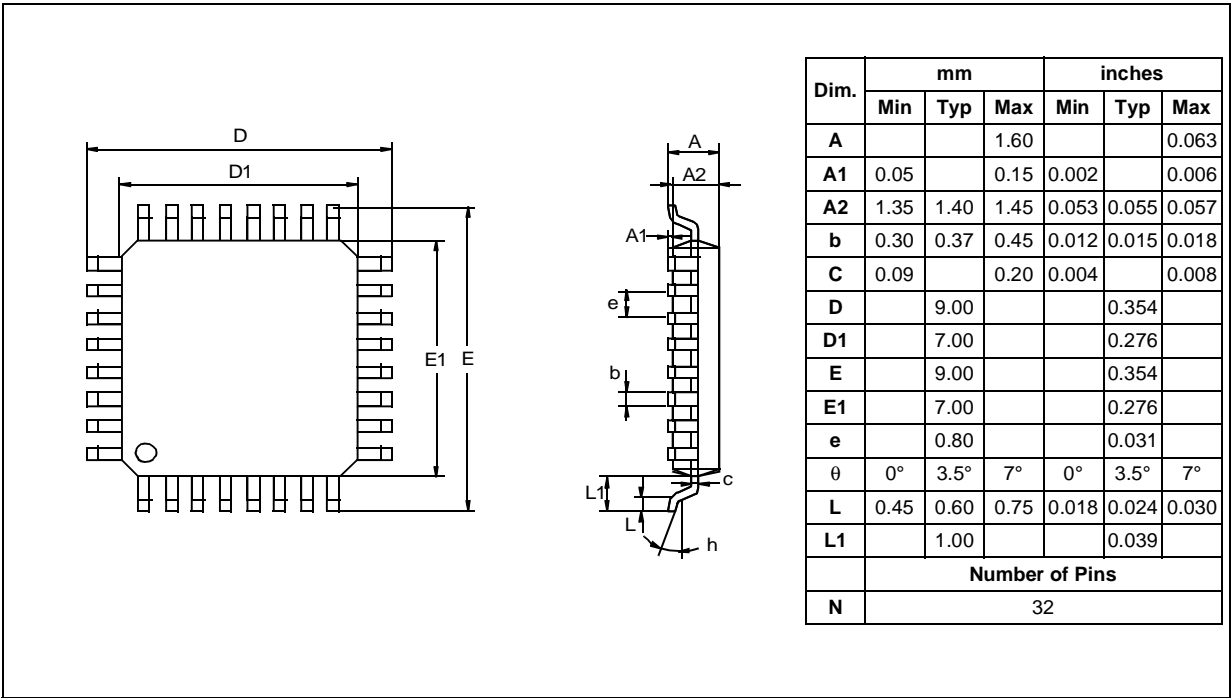 D
D1
E1
E
A
A2
A1
e
b
L1
c
L
h
Dim. mm inches
Min Typ Max Min Typ Max
A 1.60 0.063
A1 0.05 0.15 0.002 0.006
A2 1.35 1.40 1.45 0.053 0.055 0.057
b 0.30 0.37 0.45 0.012 0.015 0.018
C 0.09 0.20 0.004 0.008
D 9.00 0.354
D1 7.00 0.276
E 9.00 0.354
E1 7.00 0.276
e 0.80 0.031
θ 0° 3.5° 7° 0° 3.5° 7°
L 0.45 0.60 0.75 0.018 0.024 0.030
L1 1.00 0.039
Number of Pins
N 32